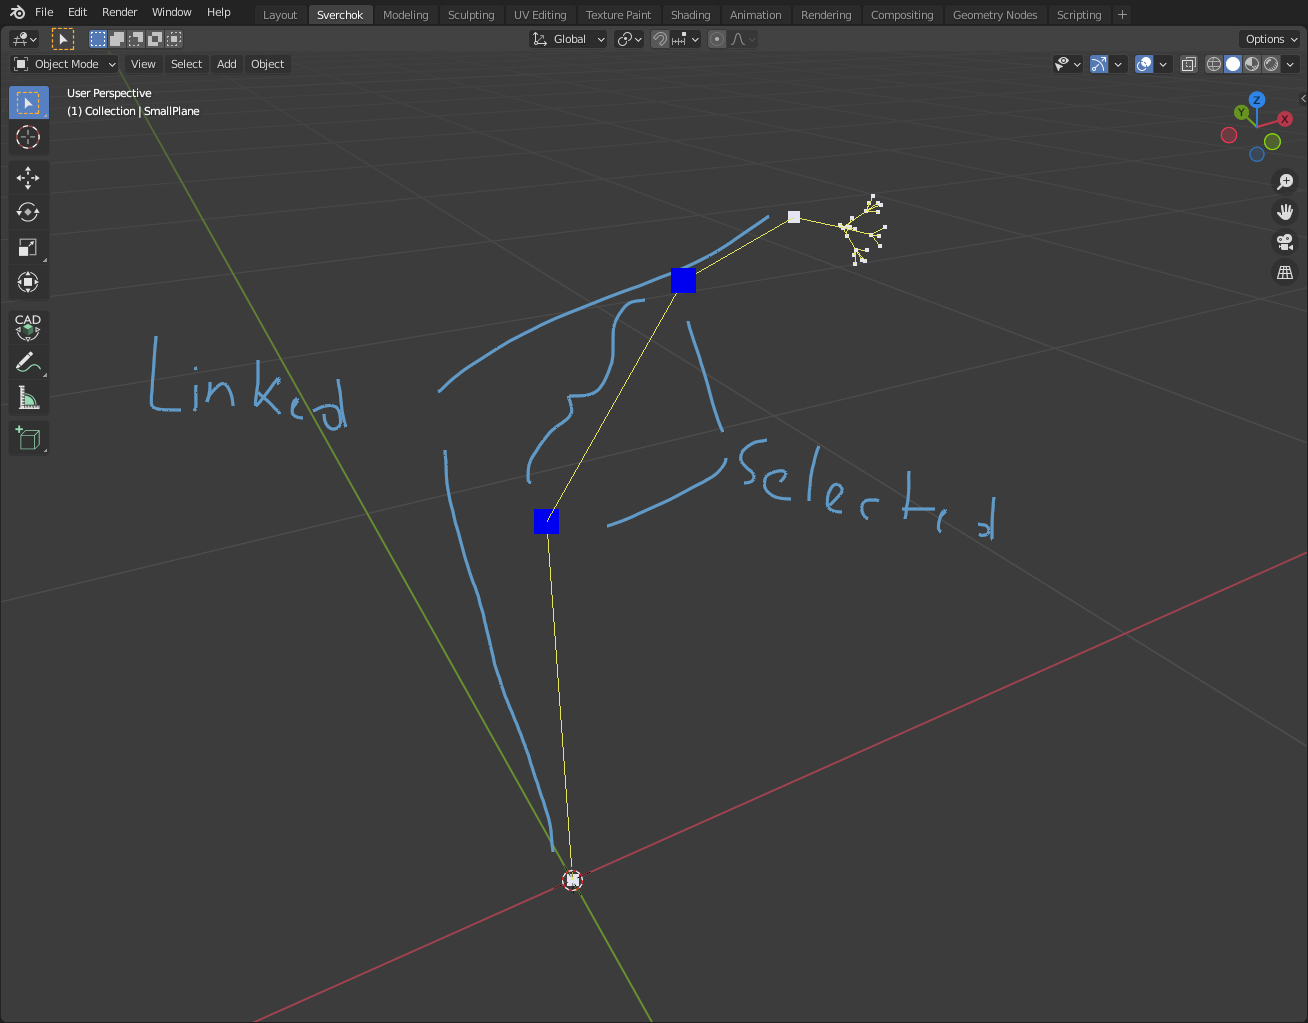 File Edit Render Window Help Layout Sverchok Modeling Sculpting UV Editing Texture Paint Shading Animation Rendering Compositing Geometry Nodes Scripting +
Global Options
Object Mode View Select Add Object
User Perspective
(1) Collection | SmallPlane
Z
Y X
CAD
Linked
Selected